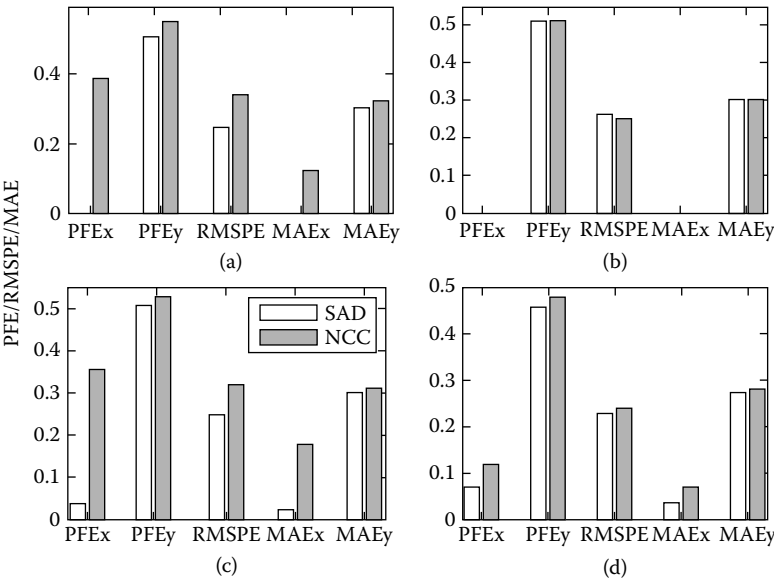 PFE/RMSPE/MAE
0.4
0.2
0
PFEx PFEy RMSPE MAEx MAEy
(a)
0.5
0.4
0.3
0.2
0.1
0
PFEx PFEy RMSPE MAEx MAEy
(b)
0.5
0.4
0.3
0.2
0.1
0
SAD
NCC
PFEx PFEy RMSPE MAEx MAEy
(c)
0.5
0.4
0.3
0.2
0.1
0
PFEx PFEy RMSPE MAEx MAEy
(d)